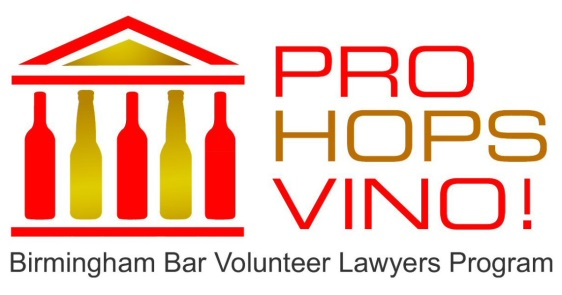 PRO
HOPS
VINO!
Birmingham Bar Volunteer Lawyers Program